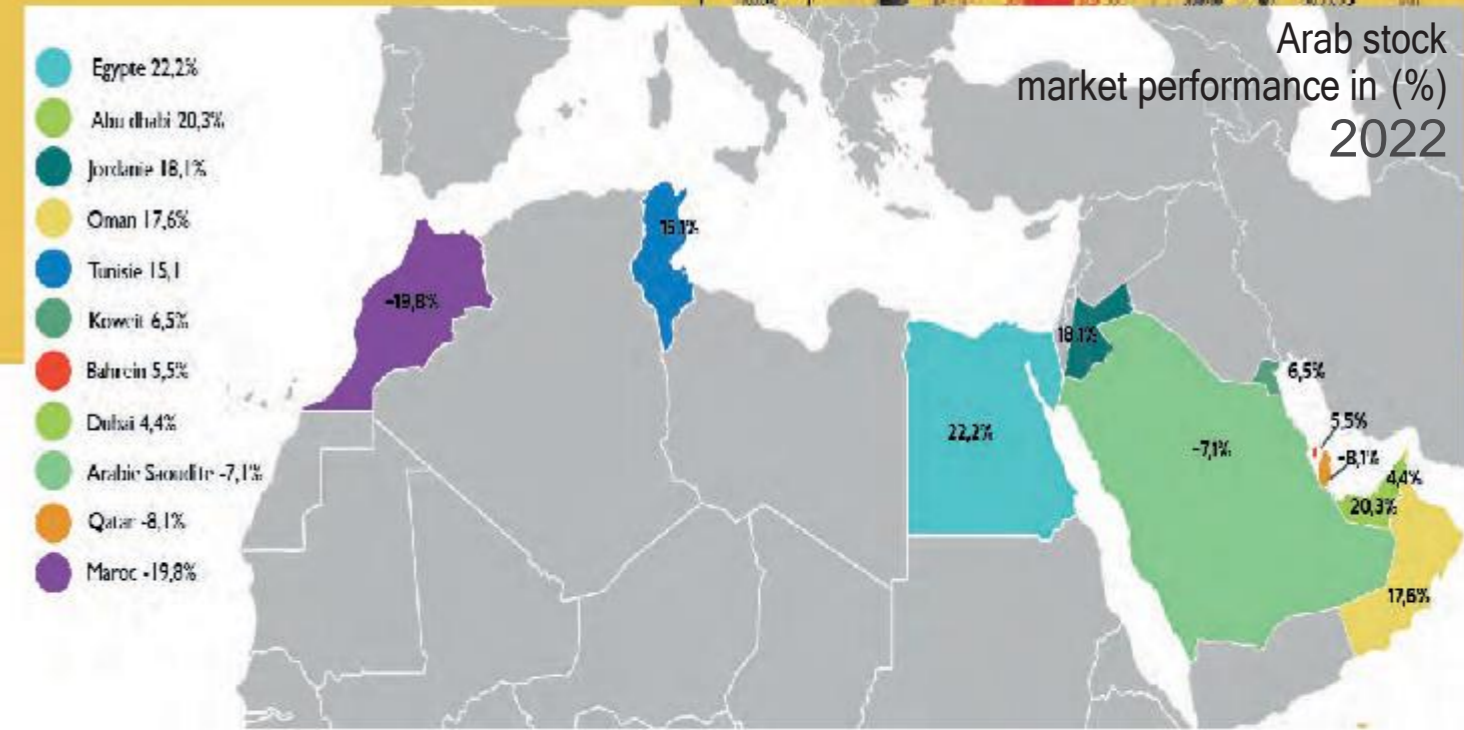 Arab stock
market performance in (%)
2022
Egypte 22,2%
Abu dhabi 20,3%
Jordanie 18,1%
Oman 17,6%
Tunisie 15,1
Koweit 6,5%
Bahrein 5,5%
Dubai 4,4%
Arabie Saoudite -7,1%
Qatar -8,1%
Maroc -19,8%
15.1%
-19,8%
18.1%
6,5%
22,2%
-7,1%
5.5%
-8,1%
4,4%
20,3%
17,6%